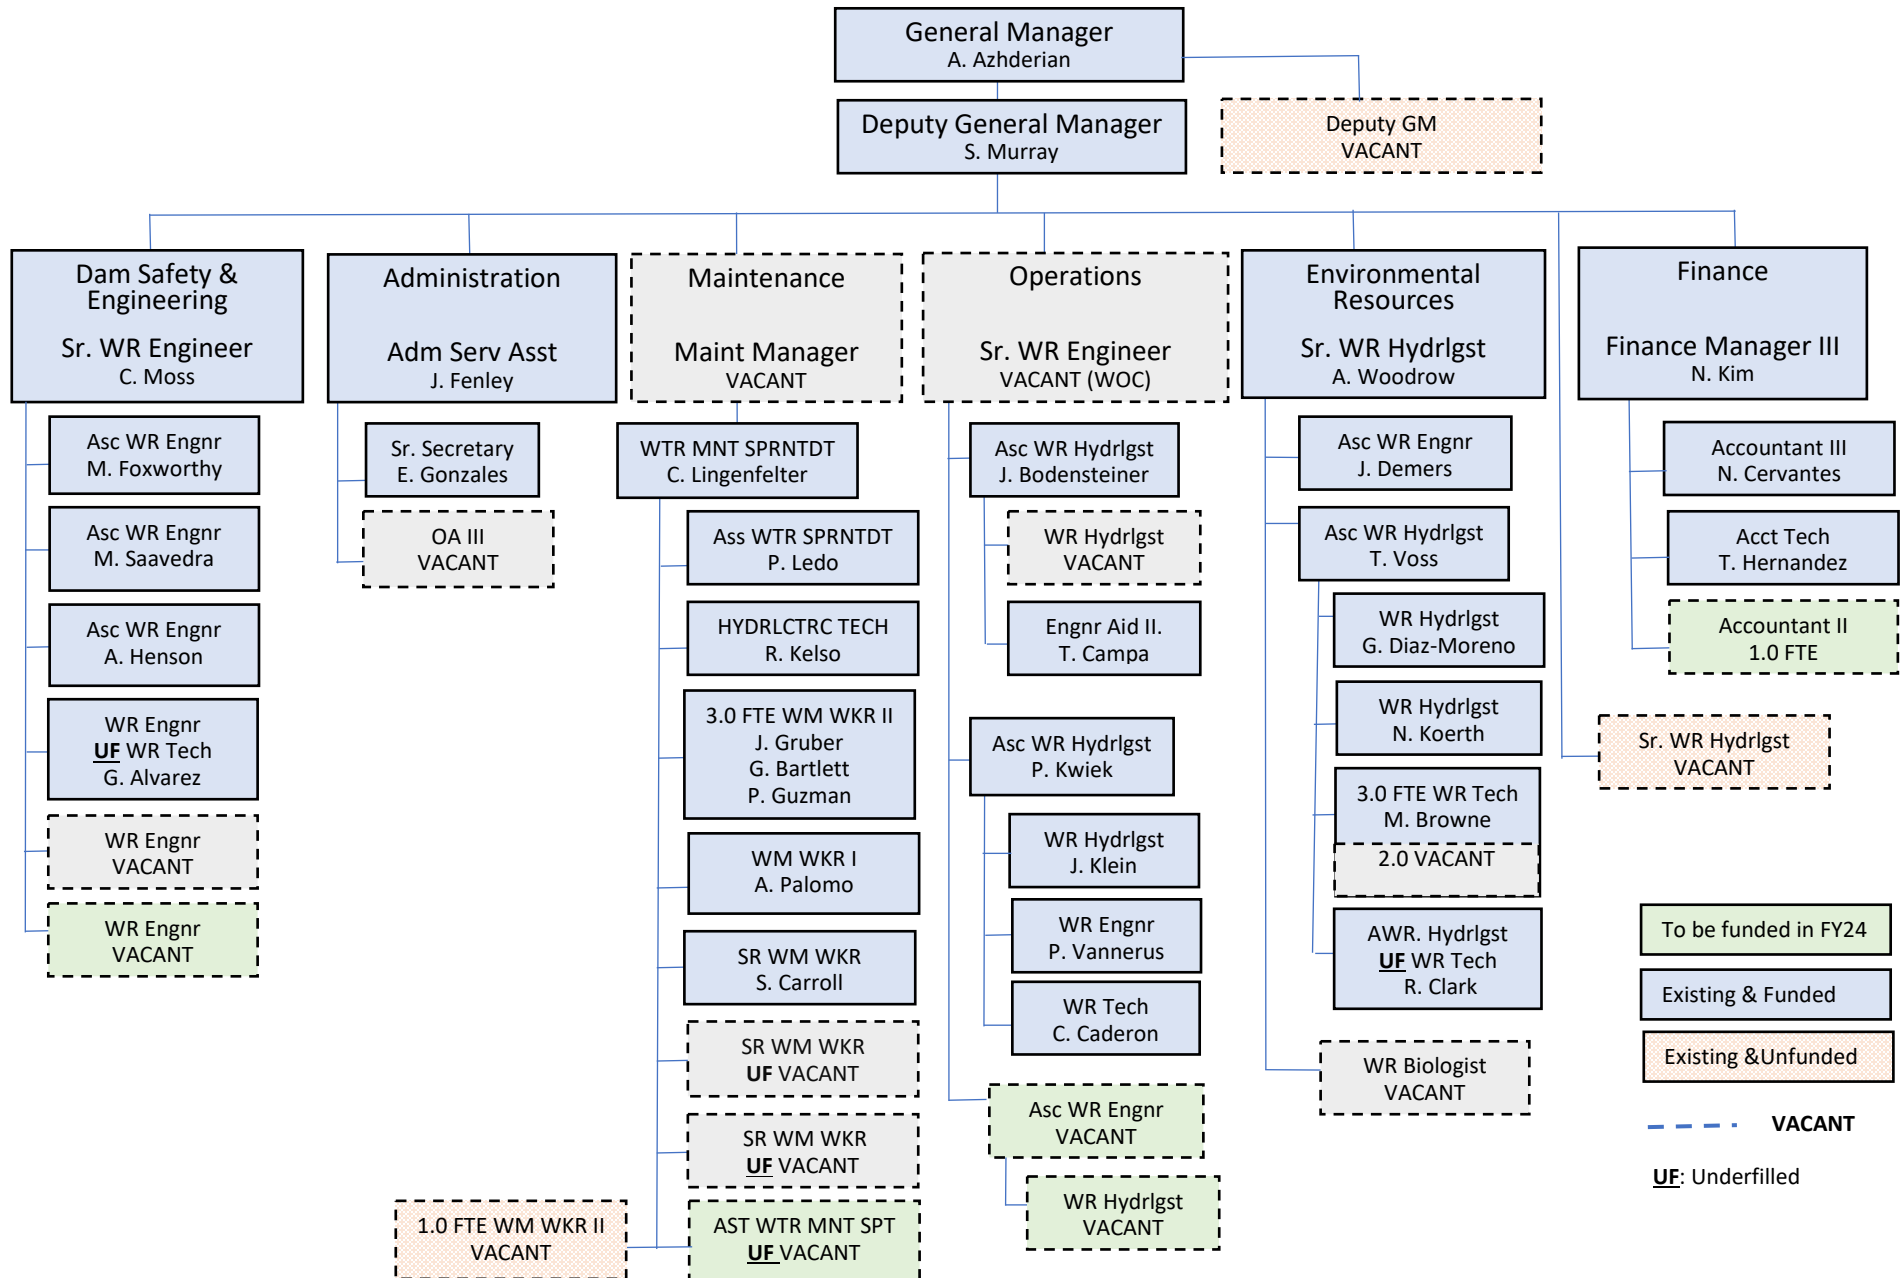 General Manager
A. Azhderian
Deputy General Manager
S. Murray
Deputy GM
VACANT
Dam Safety &
Engineering
Sr. WR Engineer
C. Moss
Asc WR Engnr
M. Foxworthy
Asc WR Engnr
M. Saavedra
Asc WR Engnr
A. Henson
WR Engnr
UF WR Tech
G. Alvarez
WR Engnr
VACANT
WR Engnr
VACANT
Administration
Adm Serv Asst
J. Fenley
Sr. Secretary
E. Gonzales
OA III
VACANT
Maintenance
Maint Manager
VACANT
WTR MNT SPRNTDT
C. Lingenfelter
Ass WTR SPRNTDT
P. Ledo
HYDRLCTRC TECH
R. Kelso
3.0 FTE WM WKR II
J. Gruber
G. Bartlett
P. Guzman
WM WKR I
A. Palomo
SR WM WKR
S. Carroll
SR WM WKR
UF VACANT
SR WM WKR
UF VACANT
1.0 FTE WM WKR II
VACANT
AST WTR MNT SPT
UF VACANT
Operations
Sr. WR Engineer
VACANT (WOC)
Asc WR Hydrlgst
J. Bodensteiner
WR Hydrlgst
VACANT
Engnr Aid II.
T. Campa
Asc WR Hydrlgst
P. Kwiek
WR Hydrlgst
J. Klein
WR Engnr
P. Vannerus
WR Tech
C. Caderon
Asc WR Engnr
VACANT
WR Hydrlgst
VACANT
Environmental
Resources
Sr. WR Hydrlgst
A. Woodrow
Asc WR Engnr
J. Demers
Asc WR Hydrlgst
T. Voss
WR Hydrlgst
G. Diaz-Moreno
WR Hydrlgst
N. Koerth
3.0 FTE WR Tech
M. Browne
2.0 VACANT
AWR. Hydrlgst
UF WR Tech
R. Clark
WR Biologist
VACANT
Finance
Finance Manager III
N. Kim
Accountant III
N. Cervantes
Acct Tech
T. Hernandez
Accountant II
1.0 FTE
Sr. WR Hydrlgst
VACANT
To be funded in FY24
Existing & Funded
Existing &Unfunded
VACANT
UF: Underfilled